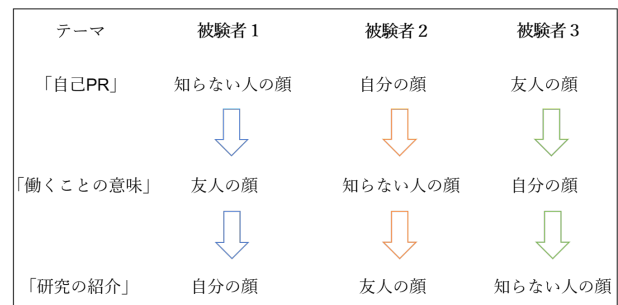 テーマ 被験者1 被験者2 被験者3
「自己PR」 知らない人の顔 自分の顔 友人の顔
「働くことの意味」 友人の顔 知らない人の顔 自分の顔
「研究の紹介」 自分の顔 友人の顔 知らない人の顔